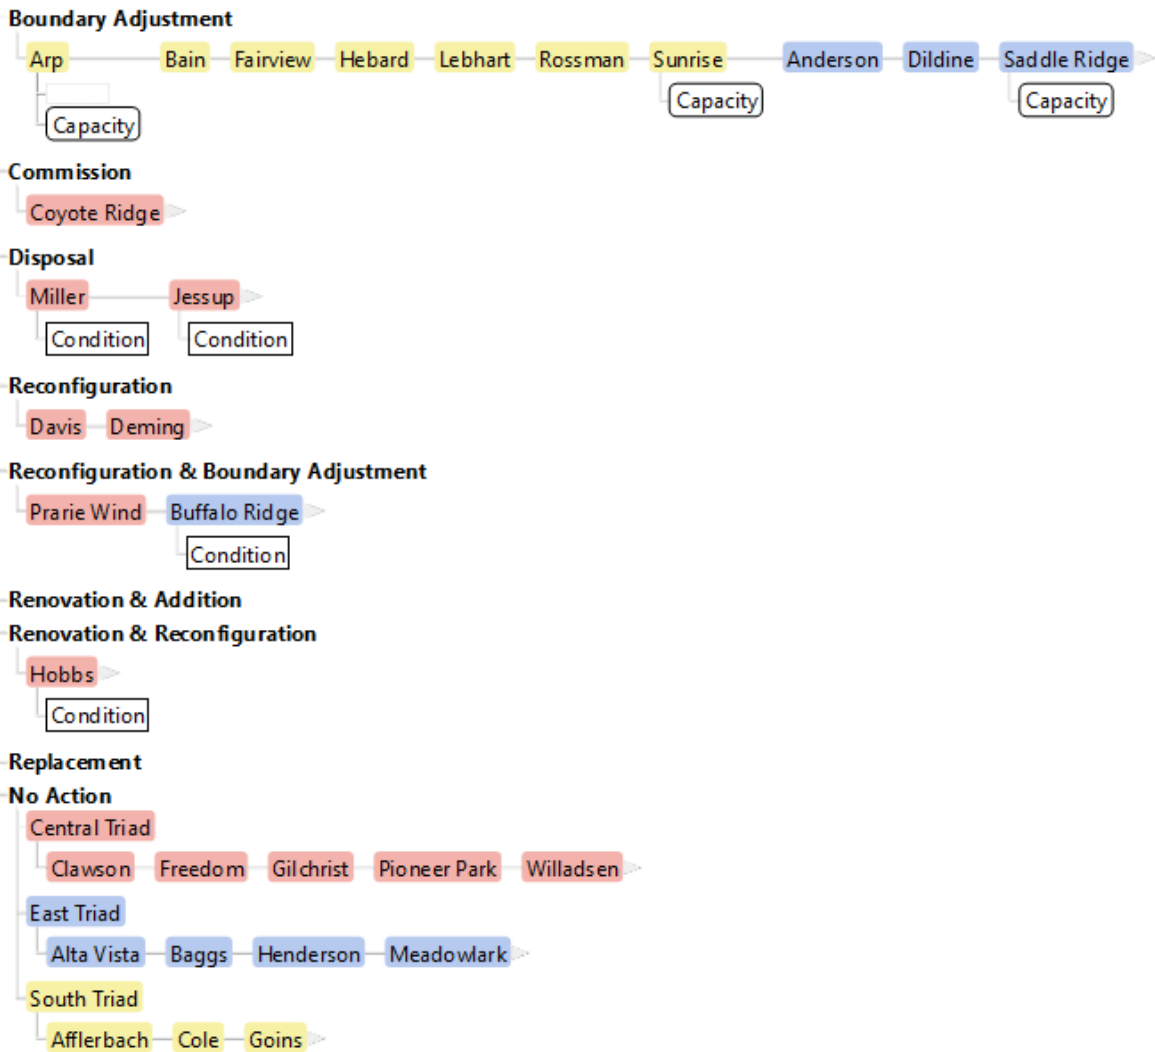 Boundary Adjustment
Arp Bain Fairview Hebard Lebhart Rossman Sunrise Anderson Dildine Saddle Ridge
Capacity Capacity
Capacity
Commission
Coyote Ridge
Disposal
Miller Jessup
Condition Condition
Reconfiguration
Davis Deming
Reconfiguration & Boundary Adjustment
Prarie Wind Buffalo Ridge
Condition
Renovation & Addition
Renovation & Reconfiguration
Hobbs
Condition
Replacement
No Action
Central Triad
Clawson Freedom Gilchrist Pioneer Park Willadsen
East Triad
Alta Vista Baggs Henderson Meadowlark
South Triad
Afflerbach Cole Goins